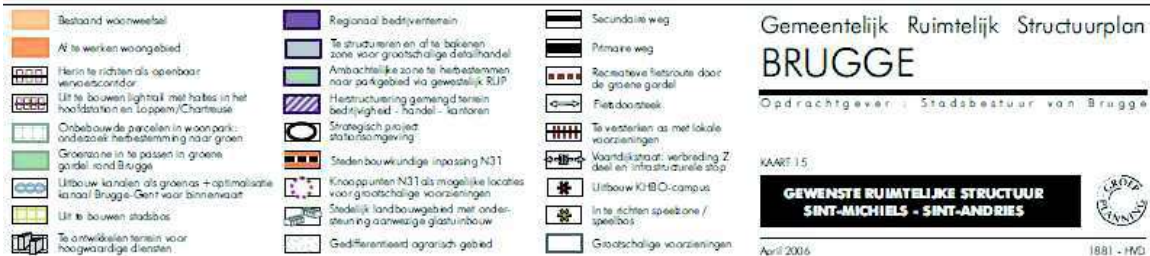 Bestaand woonweefsel
Af te werken woongebied
Herin te richten als openbaar
vervoerscorridor
Uit te bouwen lightrail met haltes in het
hoofdstation en Loppem/Chartreuse
Onbebouwde percelen in woonpark:
onderzoek herbestemming naar groen
Groenzone in te passen in groene
gordel rond Brugge
Uitbouw kanalen als groenas + optimalisatie
kanaal Brugge-Gent voor binnenvaart
Uit te bouwen stadsbos
Te ontwikkelen terrein voor
hoogwaardige diensten
Regionaal bedrijventerrein
Te structureren en af te bakenen
zone voor grootschalige detailhandel
Ambachtelijke zone te herbestemmen
naar parkgebied via gewestelijk RUP
Herstructurering gemengd terrein
bedrijvigheid - handel - kantoren
Strategisch project
stationsomgeving
Stedenbouwkundige inpassing N31
Knooppunten N31 als mogelijke locaties
voor grootschalige voorzieningen
Stedelijk landbouwgebied met onder-
steuning aanwezige glastuinbouw
Gedifferentieerd agrarisch gebied
Secundaire weg
Primaire weg
Recreatieve fietsroute door
de groene gordel
Fietsdoorsteek
Te versterken as met lokale
voorzieningen
Vaartdijkstraat: verbreding Z
deel en infrastructurele stop
Uitbouw KHBO-campus
In te richten speelzone /
speelbos
Grootschalige voorzieningen
Gemeentelijk Ruimtelijk Structuurplan
BRUGGE
Opdrachtgever : Stadsbestuur van Brugge
KAART 15
GEWENSTE RUIMTELIJKE STRUCTUUR
SINT-MICHIELS - SINT-ANDRIES
GROEP
PLANNING
April 2006
1881 - HVD